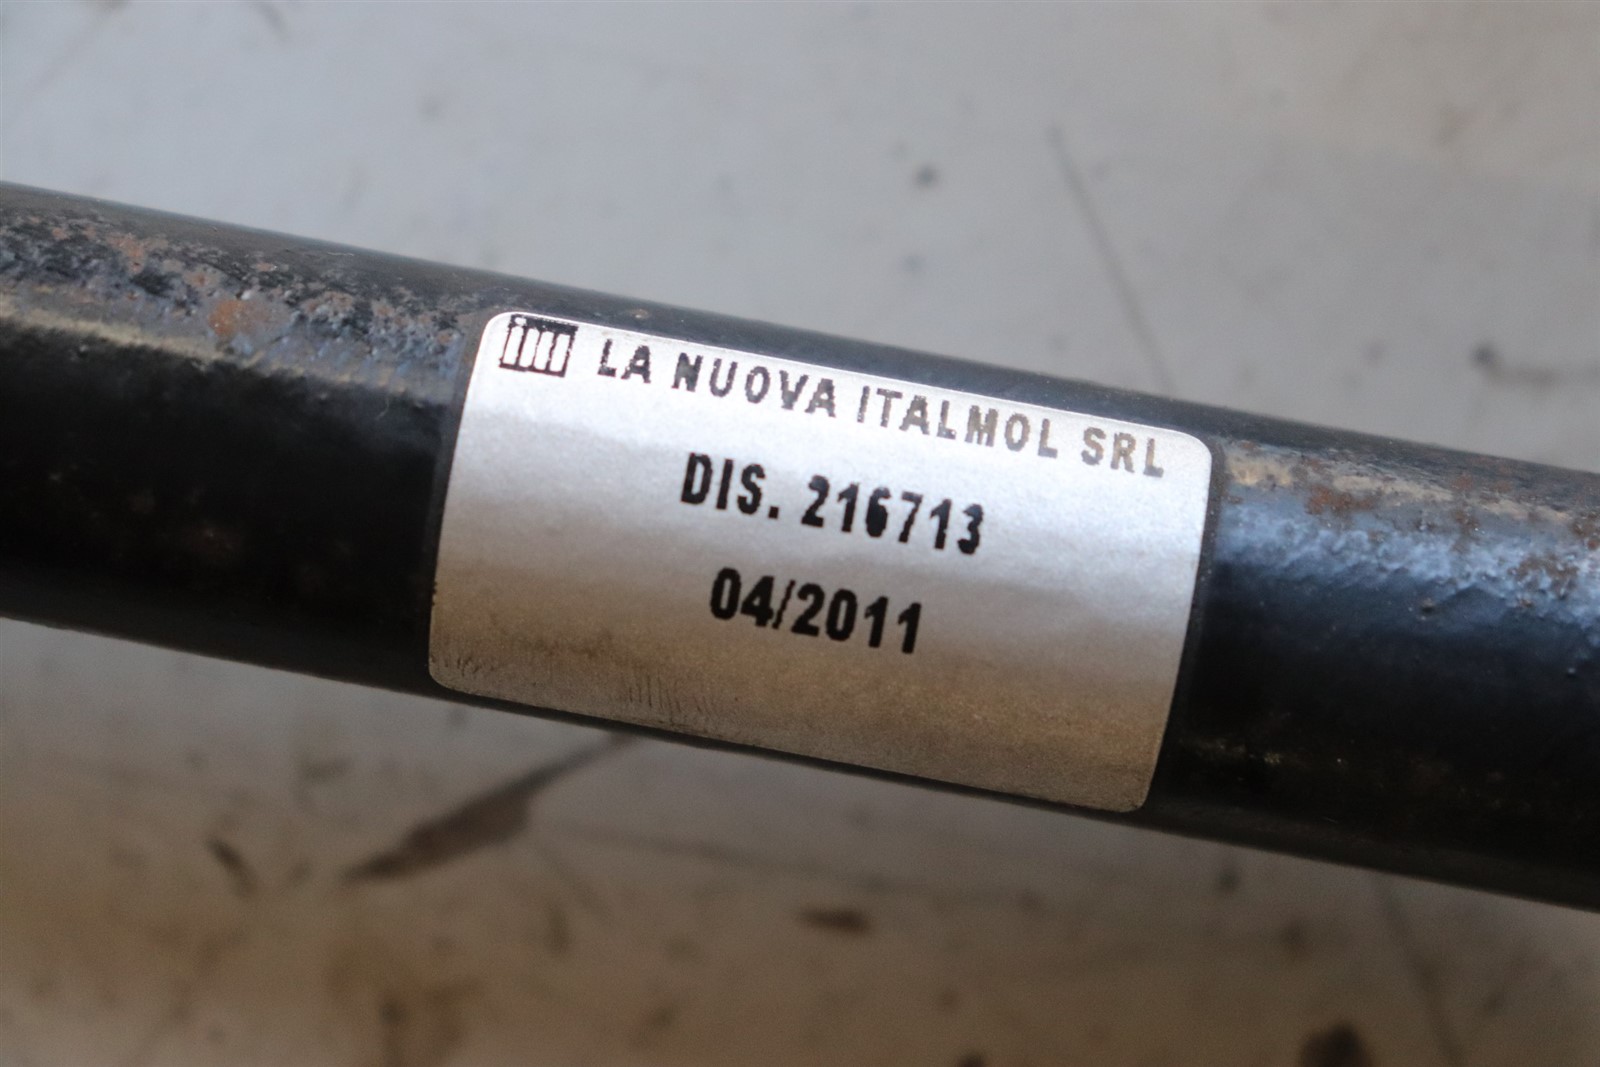 LA NUOVA ITALMOL SRL
DIS. 216713
04/2011